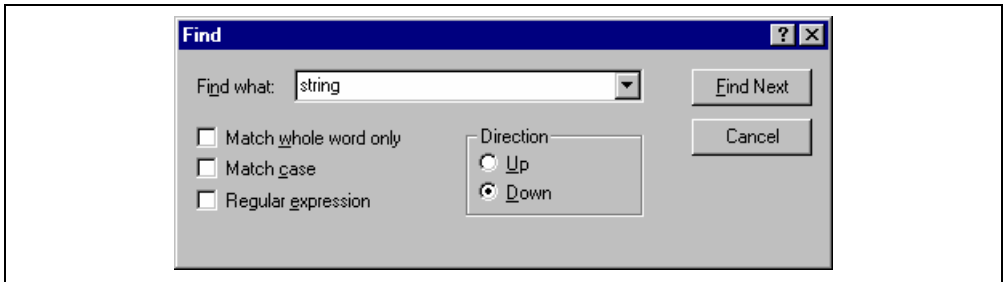 Find
Find what: string
Find Next
Match whole word only
Match case
Regular expression
Direction
Up
Down
Cancel